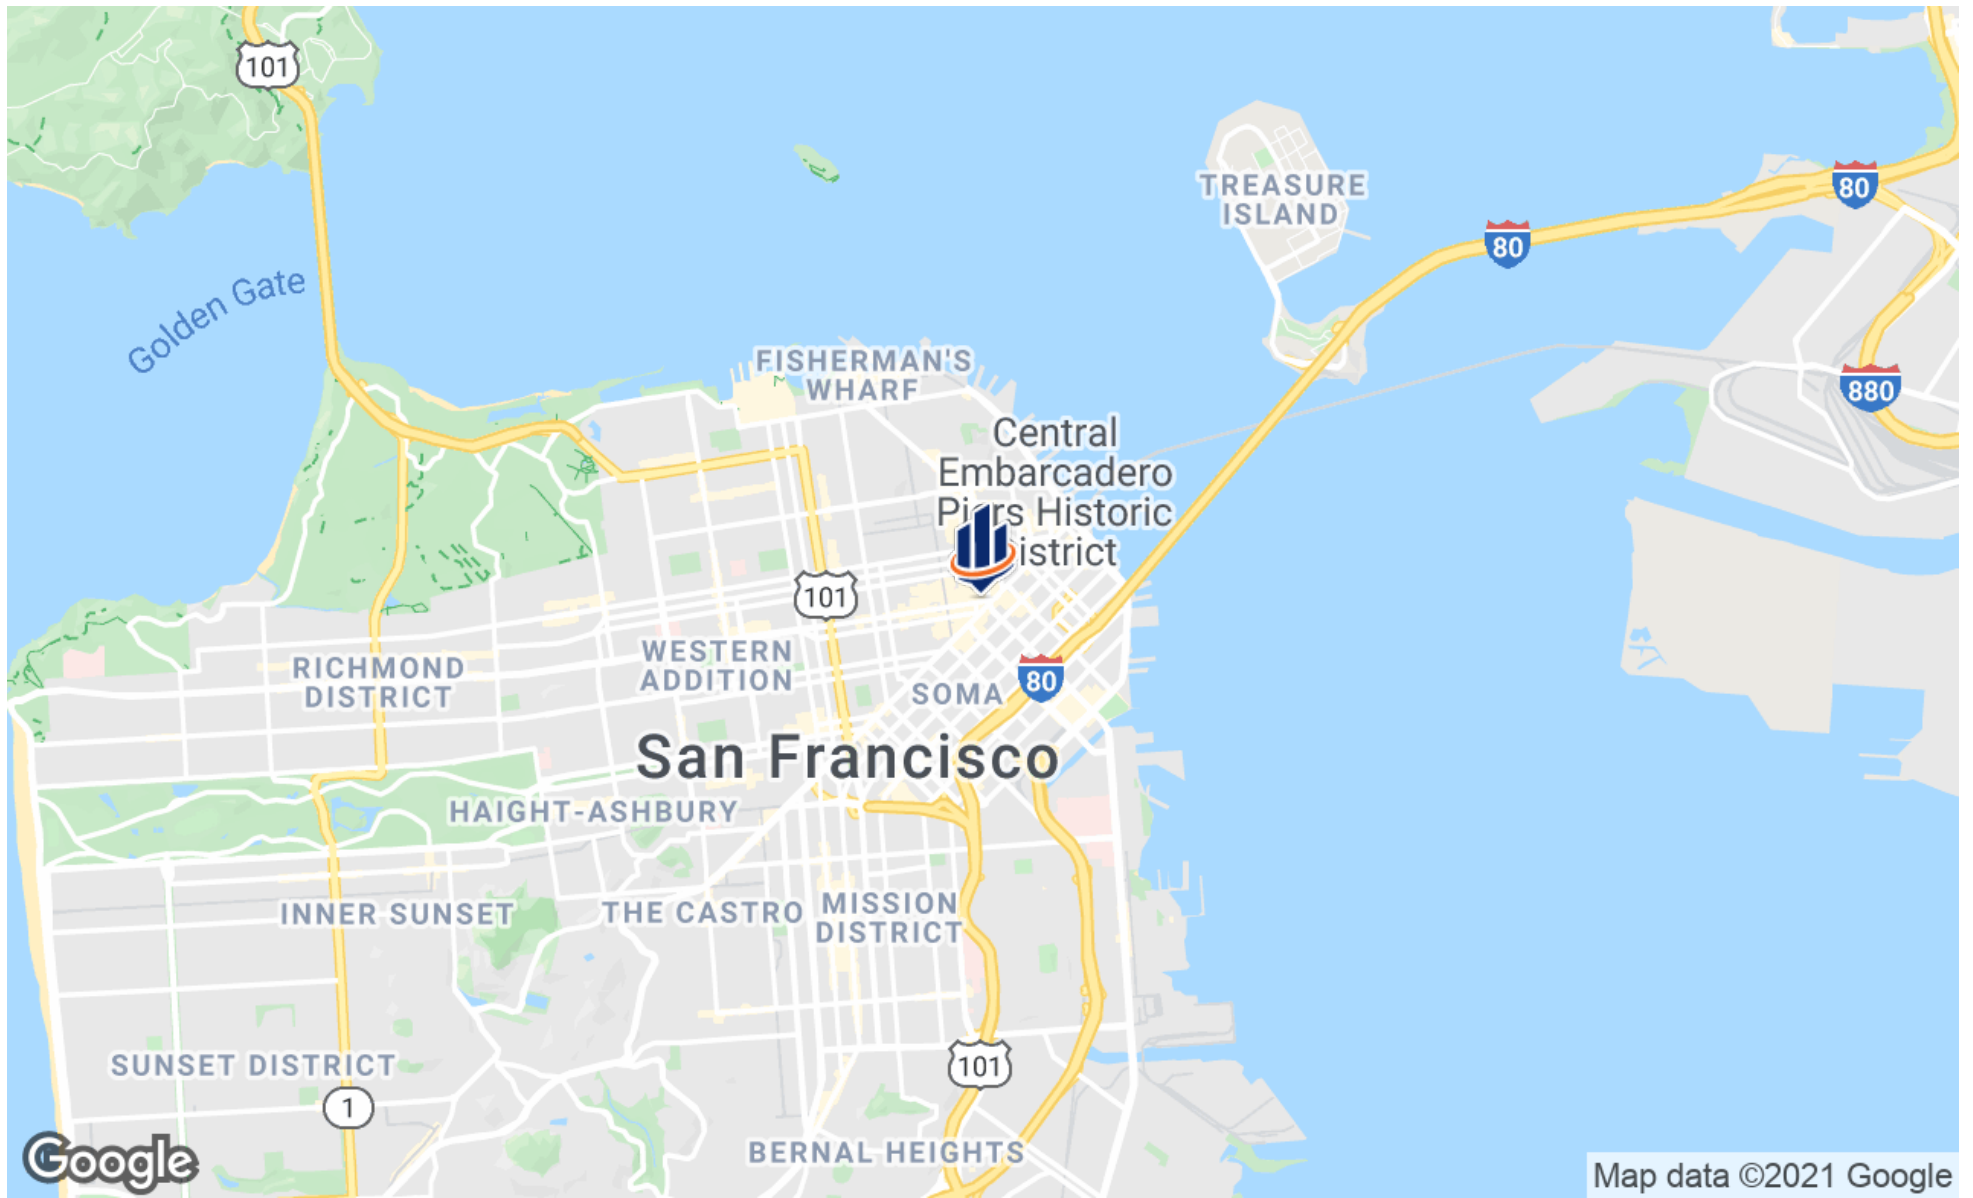 101
80
TREASURE
ISLAND
80
Golden Gate
FISHERMAN'S
WHARF
880
Central
Embarcadero
Piers Historic
istrict
101
WESTERN
ADDITION
RICHMOND
DISTRICT
SOMA
80
San Francisco
HAIGHT-ASHBURY
INNER SUNSET
THE CASTRO
MISSION
DISTRICT
SUNSET DISTRICT
101
1
BERNAL HEIGHTS
Google
Map data ©2021 Google